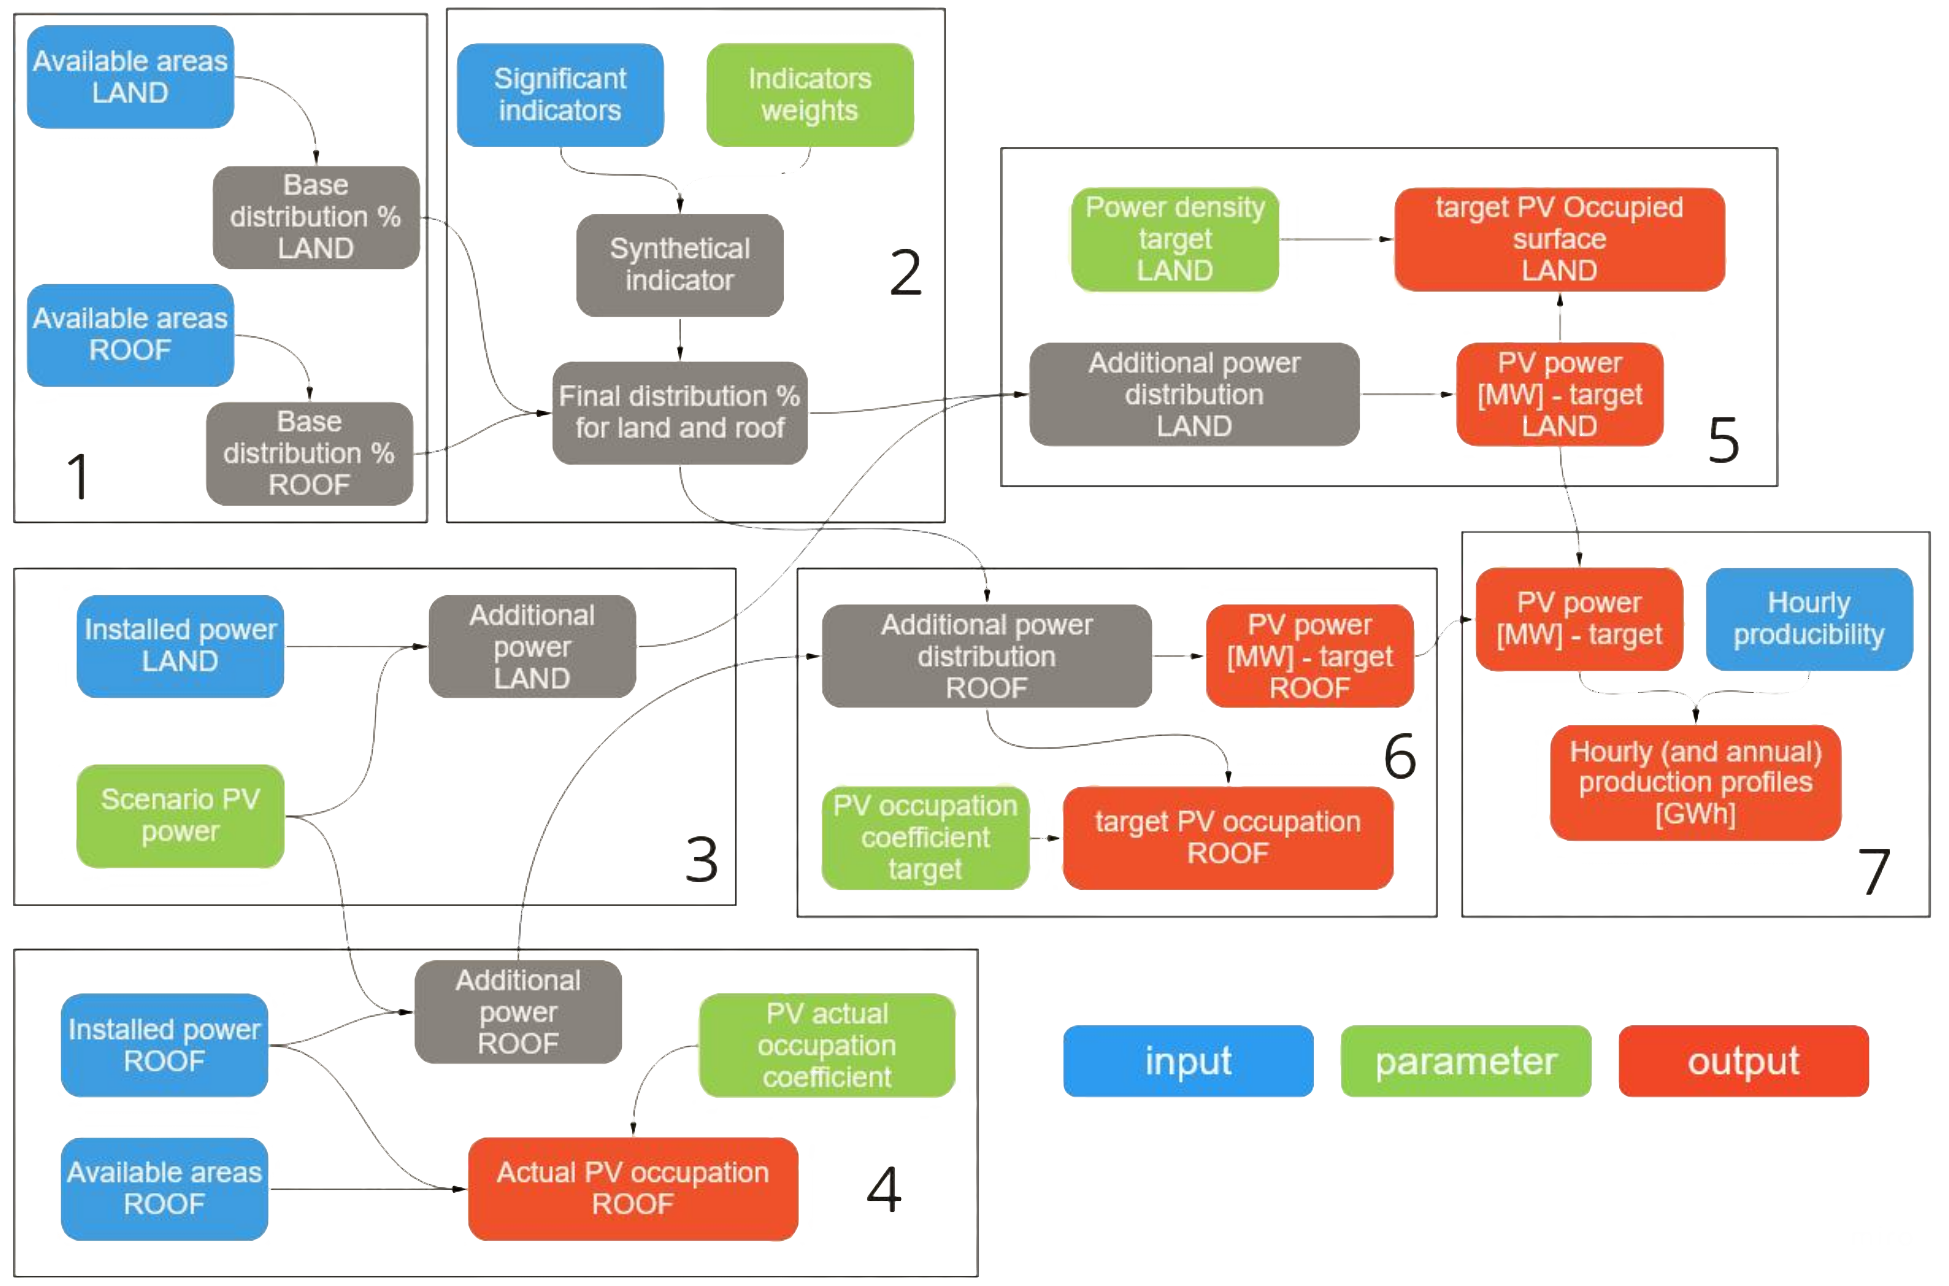 Available areas
LAND
Base
distribution %
LAND
Available areas
ROOF
Base
distribution %
ROOF
1
Significant
indicators
Indicators
weights
Synthetical
indicator
2
Final distribution %
for land and roof
Installed power
LAND
Additional
power
LAND
Scenario PV
power
3
Installed power
ROOF
Additional
power
ROOF
PV actual
occupation
coefficient
Available areas
ROOF
Actual PV occupation
ROOF
4
Power density
target
LAND
target PV Occupied
surface
LAND
Additional power
distribution
LAND
PV power
[MW] - target
LAND
5
Additional power
distribution
ROOF
PV power
[MW] - target
ROOF
6
PV occupation
coefficient
target
target PV occupation
ROOF
PV power
[MW] - target
Hourly
producibility
Hourly (and annual)
production profiles
[GWh]
7
input
parameter
output